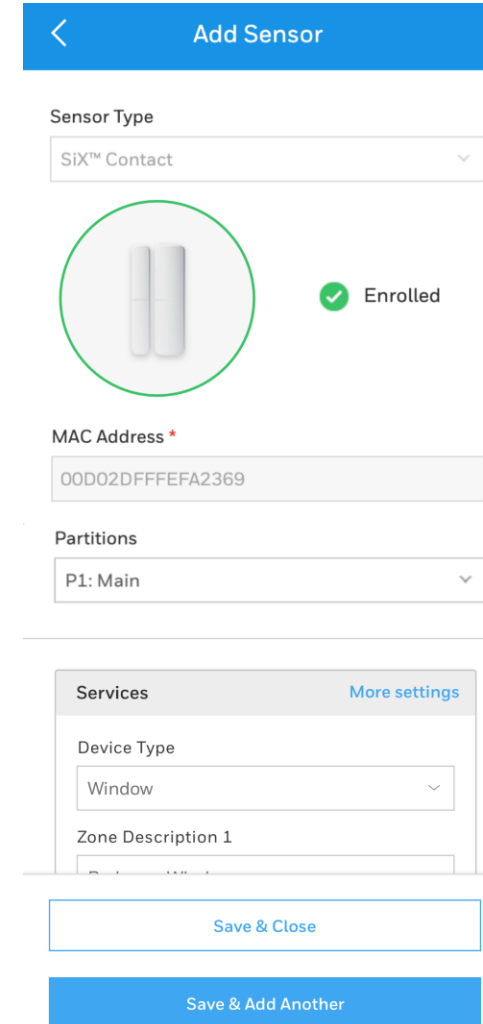 Add Sensor
Sensor Type
SiX™ Contact
Enrolled
MAC Address *
00D02DFFFEFA2369
Partitions
P1: Main
Services More settings
Device Type
Window
Zone Description 1
Save & Close
Save & Add Another